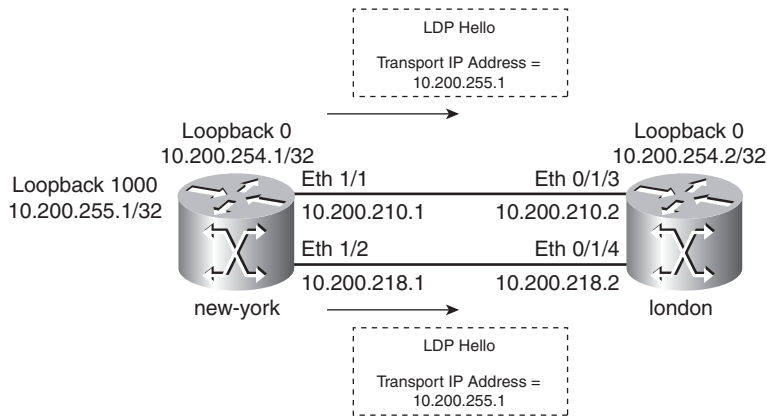 LDP Hello
Transport IP Address =
10.200.255.1
Loopback 0
10.200.254.1/32
Loopback 0
10.200.254.2/32
Loopback 1000
10.200.255.1/32
Eth 1/1
Eth 0/1/3
10.200.210.1
10.200.210.2
Eth 1/2
Eth 0/1/4
10.200.218.1
10.200.218.2
new-york
london
LDP Hello
Transport IP Address =
10.200.255.1